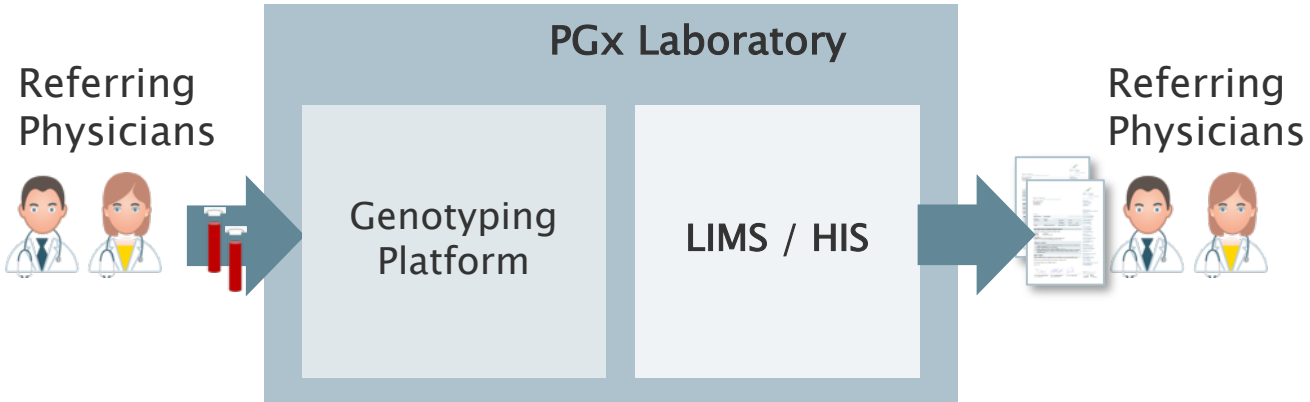 PGx Laboratory
Referring
Physicians
Genotyping
Platform
LIMS / HIS
Referring
Physicians